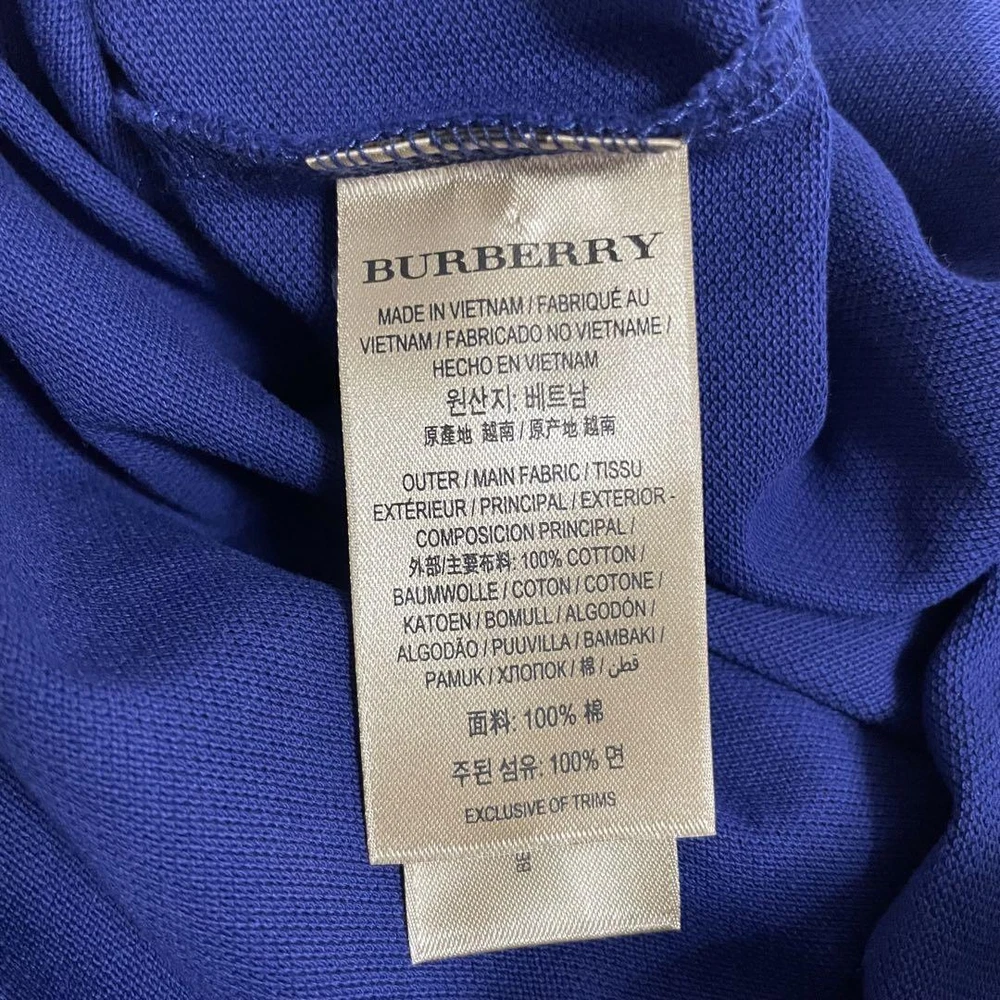 BURBERRY
MADE IN VIETNAM / FABRIQUÉ AU
VIETNAM / FABRICADO NO VIETNAME /
HECHO EN VIETNAM
원산지: 베트남
原產地 越南 / 原产地 越南
OUTER / MAIN FABRIC / TISSU
EXTÉRIEUR / PRINCIPAL / EXTERIOR -
COMPOSICION PRINCIPAL /
外部/主要布料: 100% COTTON /
BAUMWOLLE / COTON / COTONE /
KATOEN / BOMULL / ALGODÓN /
ALGODÃO / PUUVILLA / BAMBAKI /
PAMUK / ХЛОПОК / 棉 / قطن
面料: 100% 棉
주된 섬유: 100% 면
EXCLUSIVE OF TRIMS